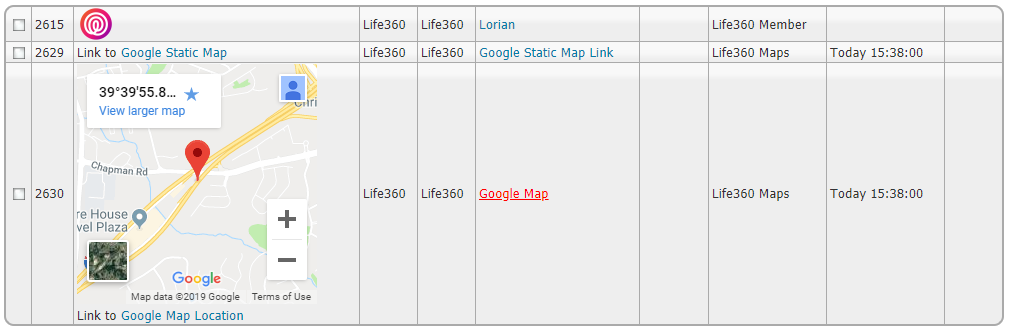 2615 Life360 Life360 Lorian Life360 Member
2629 Link to Google Static Map Life360 Life360 Google Static Map Link Life360 Maps Today 15:38:00
39°39'55.8...
View larger map
Chri
Chapman Rd
re House
vel Plaza
Google
Map data ©2019 Google Terms of Use
2630 Life360 Life360 Google Map Life360 Maps Today 15:38:00
Link to Google Map Location